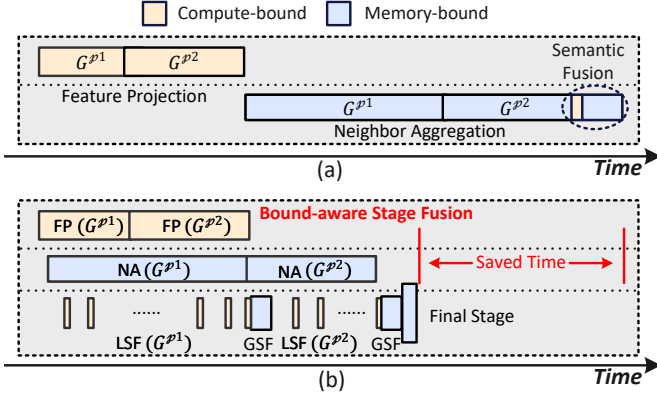 Compute-bound Memory-bound
G^p1 G^p2 Semantic
Fusion
Feature Projection
G^p1 G^p2
Neighbor Aggregation
(a) Time
FP (G^p1) FP (G^p2) Bound-aware Stage Fusion
NA (G^p1) NA (G^p2) Saved Time
...... ...... Final Stage
LSF (G^p1) GSF LSF (G^p2) GSF
(b) Time